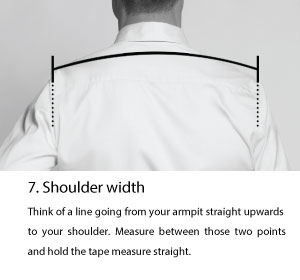 7. Shoulder width
Think of a line going from your armpit straight upwards
to your shoulder. Measure between those two points
and hold the tape measure straight.